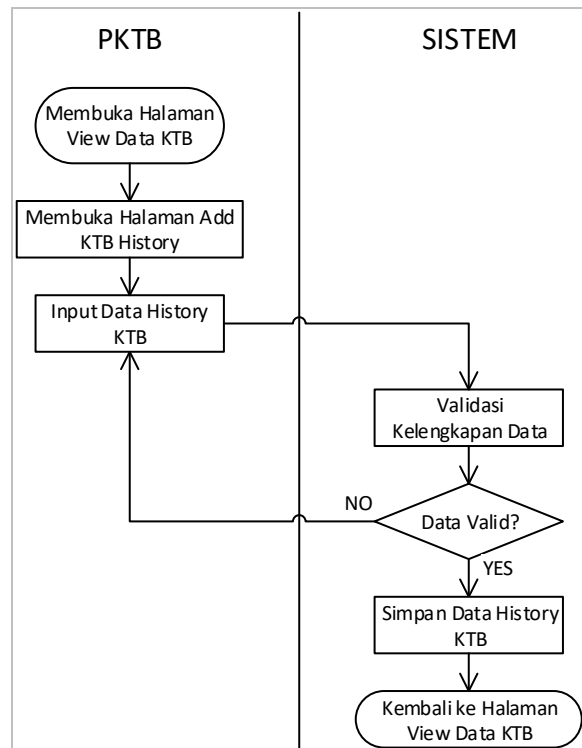 PKTB
SISTEM
Membuka Halaman
View Data KTB
Membuka Halaman Add
KTB History
Input Data History
KTB
Validasi
Kelengkapan Data
NO
Data Valid?
YES
Simpan Data History
KTB
Kembali ke Halaman
View Data KTB